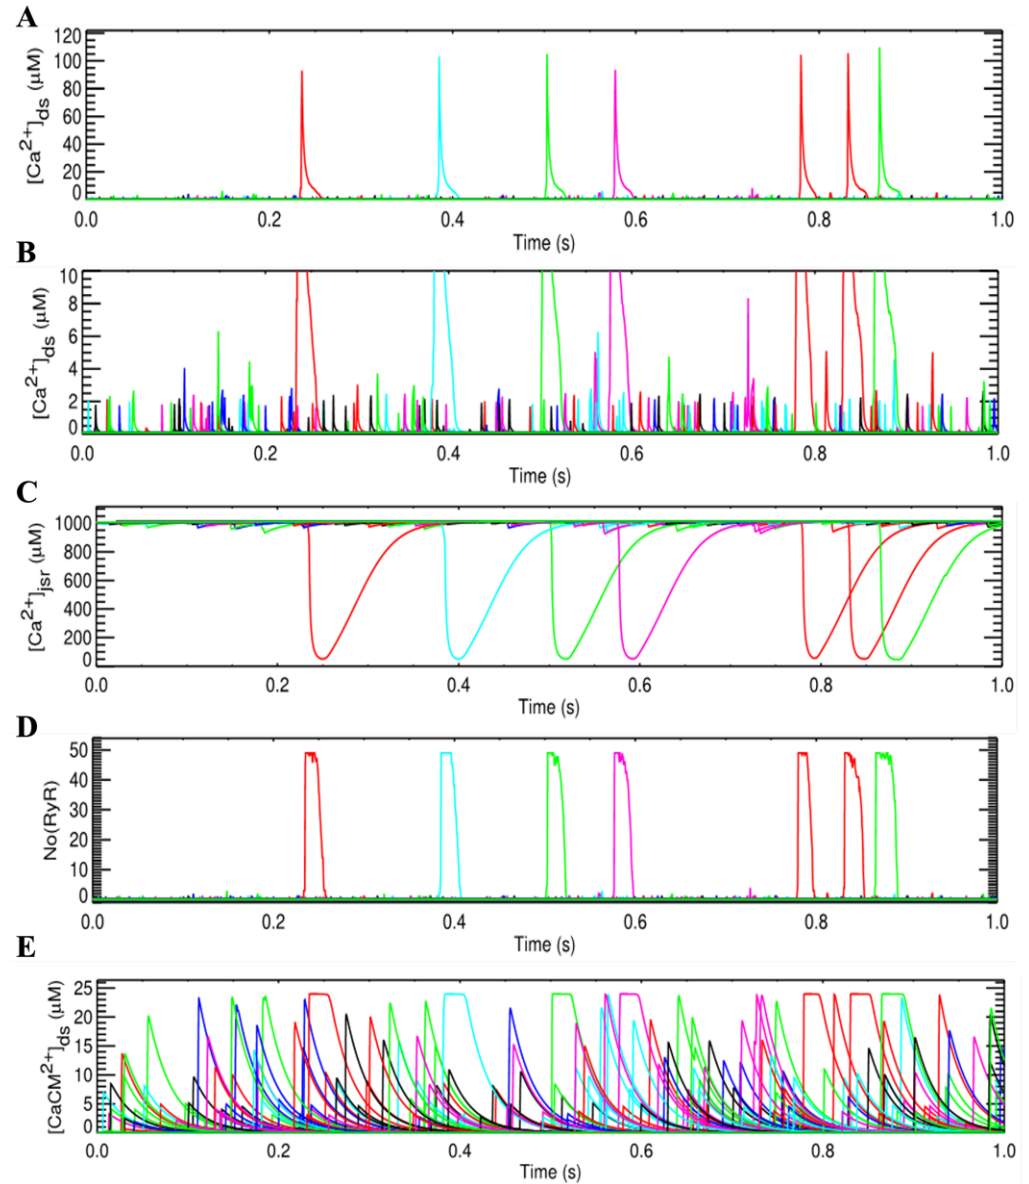 A
[Ca2+]ds (µM)
120
100
80
60
40
20
0
0.0 0.2 0.4 0.6 0.8 1.0
Time (s)
B
[Ca2+]ds (µM)
10
8
6
4
2
0
0.0 0.2 0.4 0.6 0.8 1.0
Time (s)
C
[Ca2+]jsr (µM)
1000
800
600
400
200
0
0.0 0.2 0.4 0.6 0.8 1.0
Time (s)
D
No(RyR)
50
40
30
20
10
0
0.0 0.2 0.4 0.6 0.8 1.0
Time (s)
E
[CaCM2+]ds (µM)
25
20
15
10
5
0
0.0 0.2 0.4 0.6 0.8 1.0
Time (s)